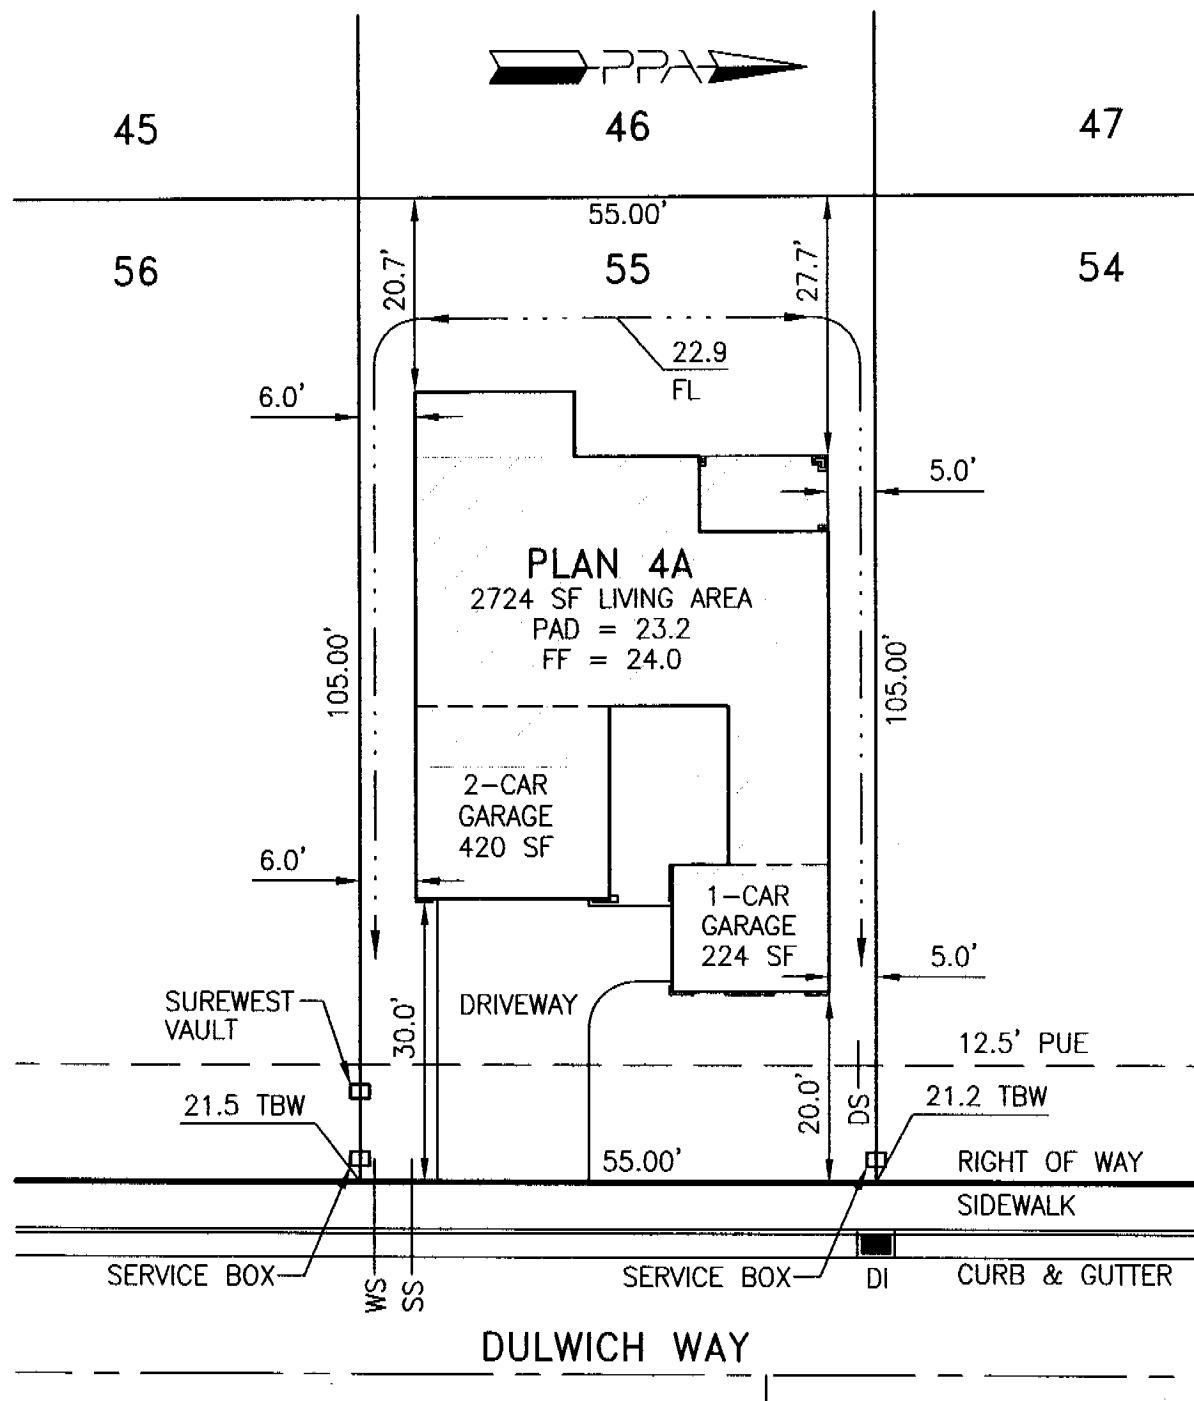 PPA
45
46
47
55.00'
56
55
54
20.7'
27.7'
22.9
FL
6.0'
5.0'
PLAN 4A
2724 SF LIVING AREA
PAD = 23.2
FF = 24.0
105.00'
105.00'
2-CAR
GARAGE
420 SF
6.0'
1-CAR
GARAGE
224 SF
5.0'
SUREWEST
VAULT
DRIVEWAY
30.0'
12.5' PUE
21.5 TBW
20.0'
DS
21.2 TBW
55.00'
RIGHT OF WAY
SIDEWALK
SERVICE BOX
WS
SS
SERVICE BOX
DI
CURB & GUTTER
DULWICH WAY